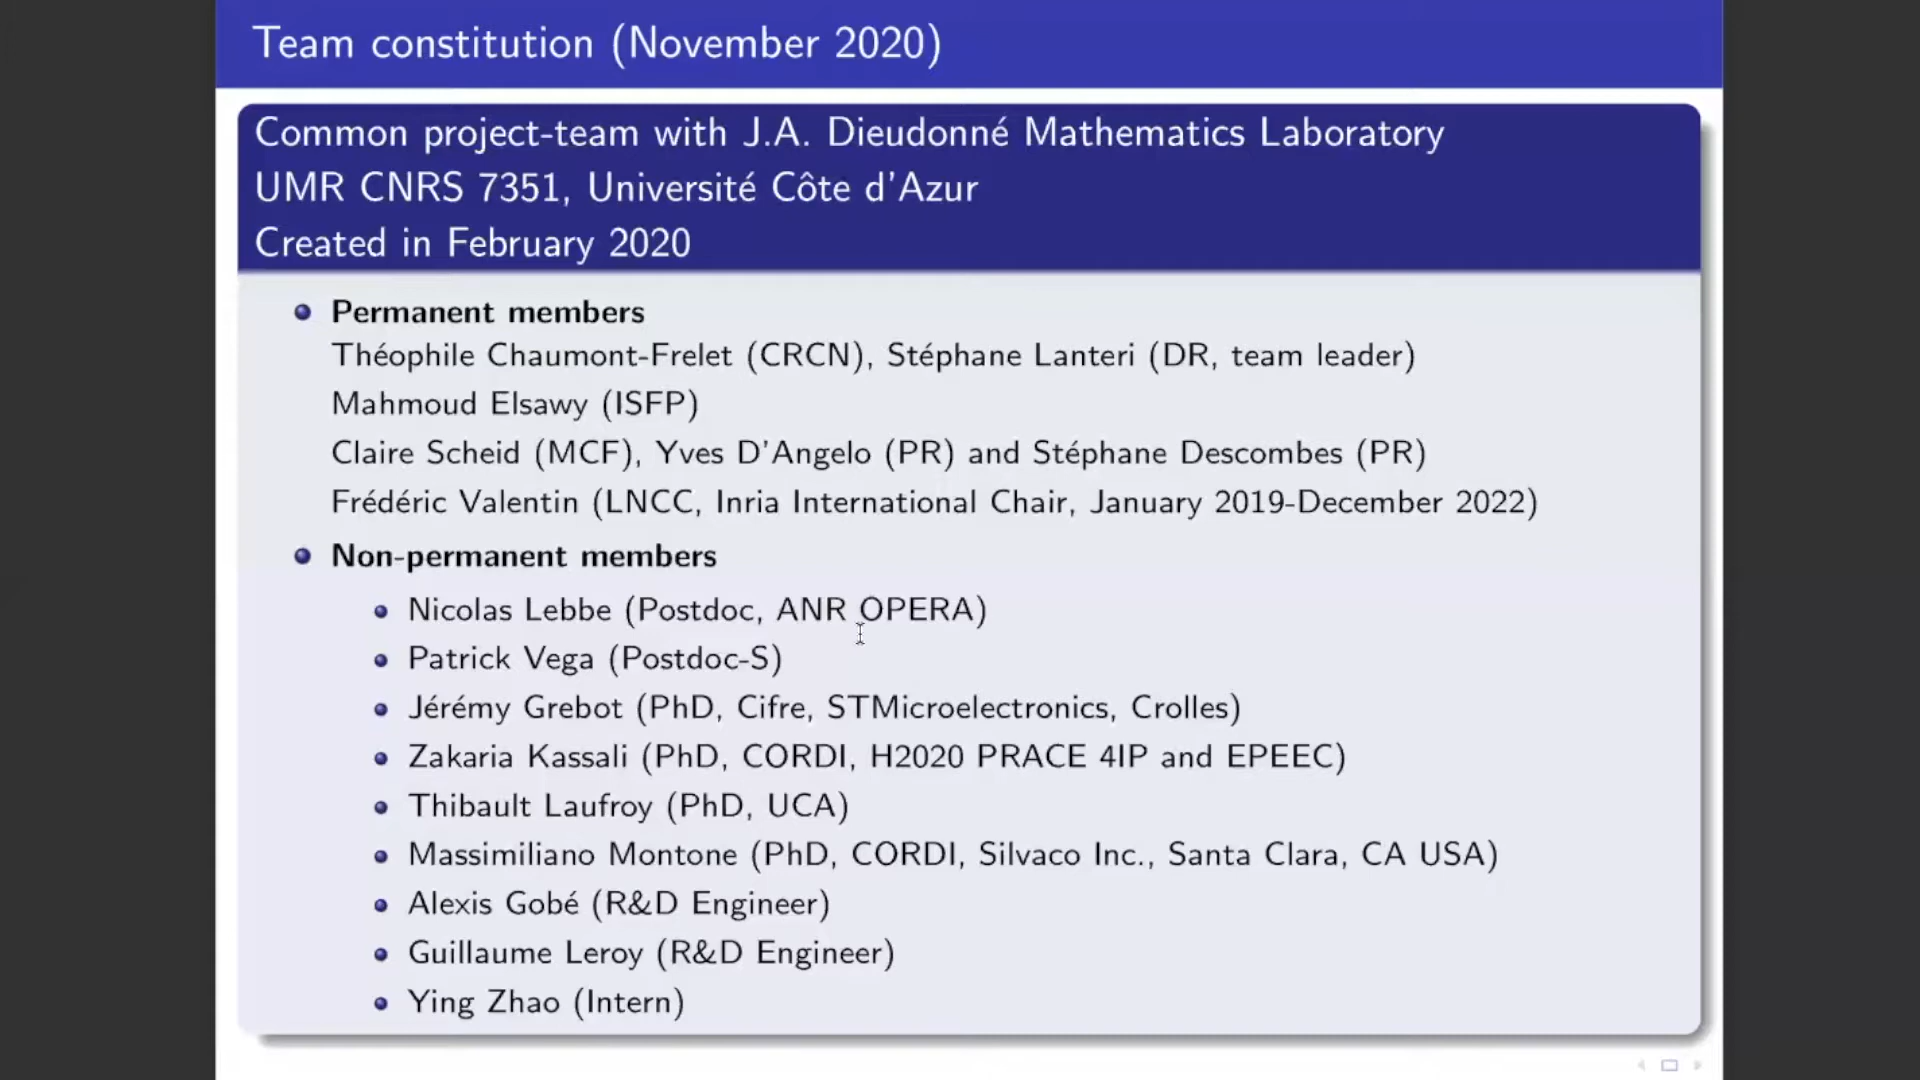 Team constitution (November 2020)
Common project-team with J.A. Dieudonné Mathematics Laboratory
UMR CNRS 7351, Université Côte d'Azur
Created in February 2020
Permanent members
Théophile Chaumont-Frelet (CRCN), Stéphane Lanteri (DR, team leader)
Mahmoud Elsawy (ISFP)
Claire Scheid (MCF), Yves D'Angelo (PR) and Stéphane Descombes (PR)
Frédéric Valentin (LNCC, Inria International Chair, January 2019-December 2022)
Non-permanent members
Nicolas Lebbe (Postdoc, ANR OPERA)
Patrick Vega (Postdoc-S)
Jérémy Grebot (PhD, Cifre, STMicroelectronics, Crolles)
Zakaria Kassali (PhD, CORDI, H2020 PRACE 4IP and EPEEC)
Thibault Laufroy (PhD, UCA)
Massimiliano Montone (PhD, CORDI, Silvaco Inc., Santa Clara, CA USA)
Alexis Gobé (R&D Engineer)
Guillaume Leroy (R&D Engineer)
Ying Zhao (Intern)